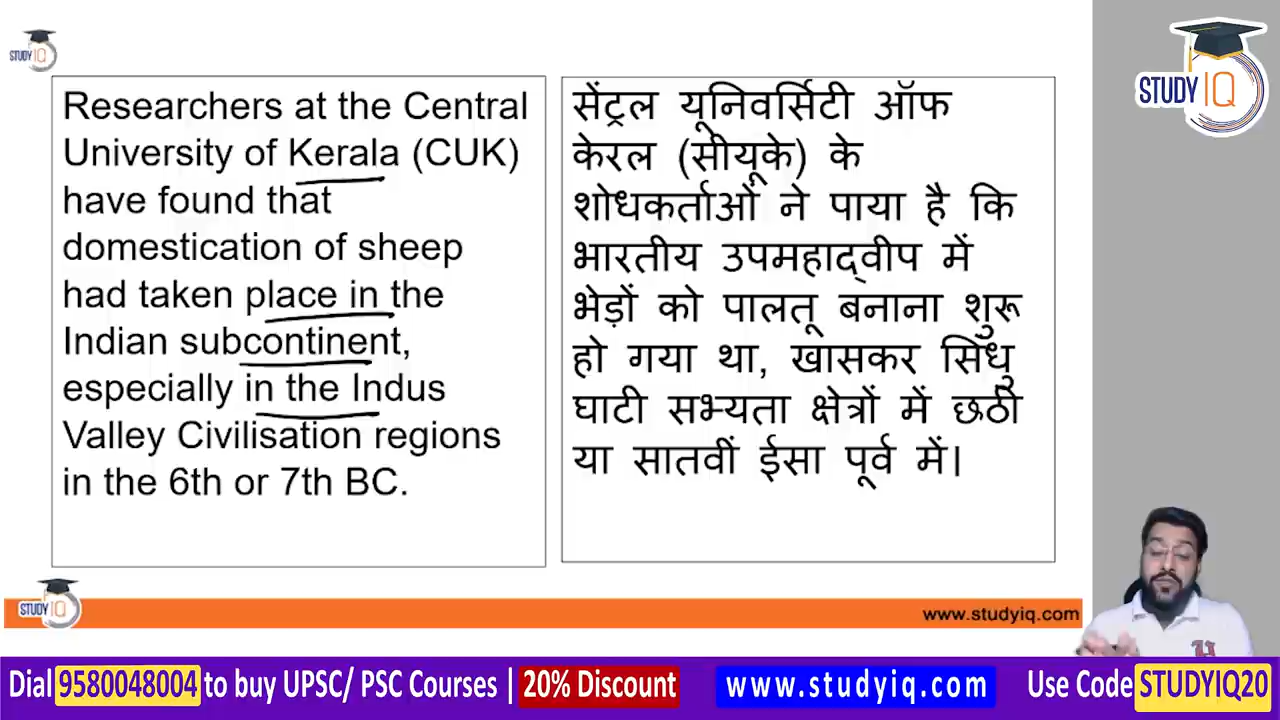 STUDY IQ
STUDY IQ
Researchers at the Central
University of Kerala (CUK)
have found that
domestication of sheep
had taken place in the
Indian subcontinent,
especially in the Indus
Valley Civilisation regions
in the 6th or 7th BC.
सेंट्रल यूनिवर्सिटी ऑफ
केरल (सीयूके) के
शोधकर्ताओं ने पाया है कि
भारतीय उपमहाद्वीप में
भेड़ों को पालतू बनाना शुरू
हो गया था, खासकर सिंधु
घाटी सभ्यता क्षेत्रों में छठी
या सातवीं ईसा पूर्व में।
STUDY IQ
www.studyiq.com
Dial 9580048004 to buy UPSC/ PSC Courses | 20% Discount www.studyiq.com Use Code STUDYIQ20